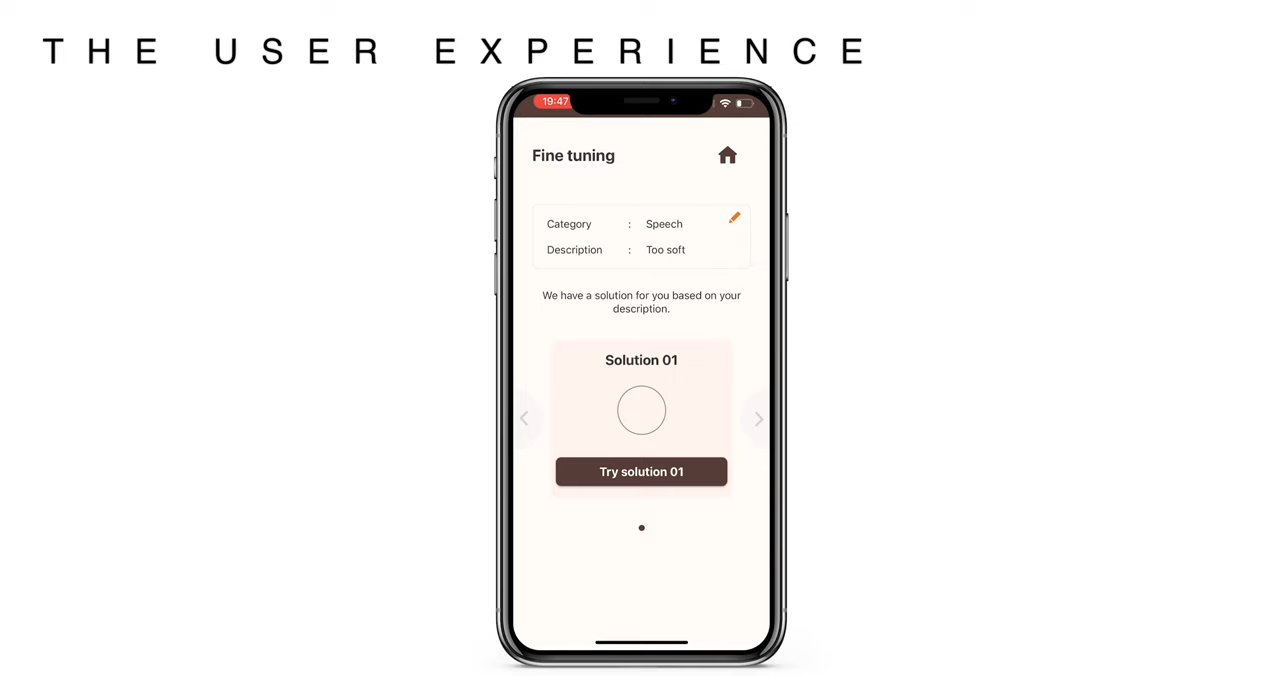 THE USER EXPERIENCE
19:47
Fine tuning
Category : Speech
Description : Too soft
We have a solution for you based on your
description.
Solution 01
Try solution 01